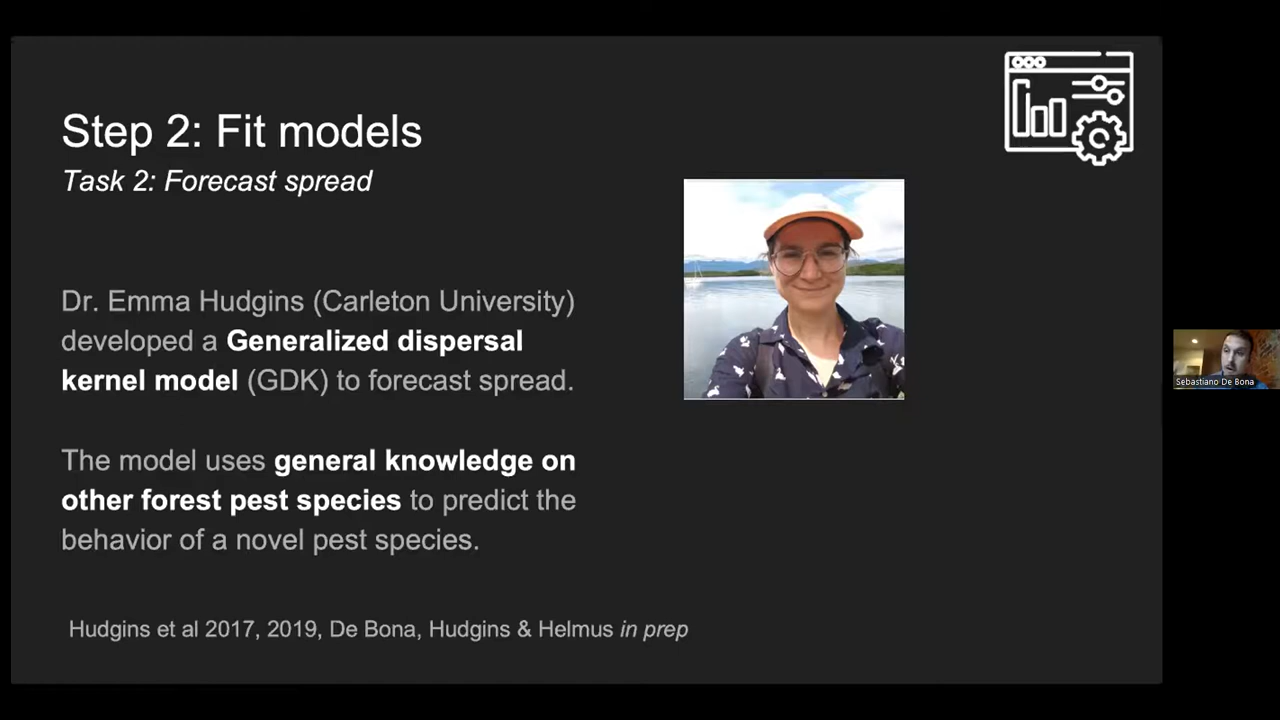 Step 2: Fit models
Task 2: Forecast spread
Dr. Emma Hudgins (Carleton University)
developed a Generalized dispersal
kernel model (GDK) to forecast spread.
The model uses general knowledge on
other forest pest species to predict the
behavior of a novel pest species.
Hudgins et al 2017, 2019, De Bona, Hudgins & Helmus in prep
Sebastiano De Bona